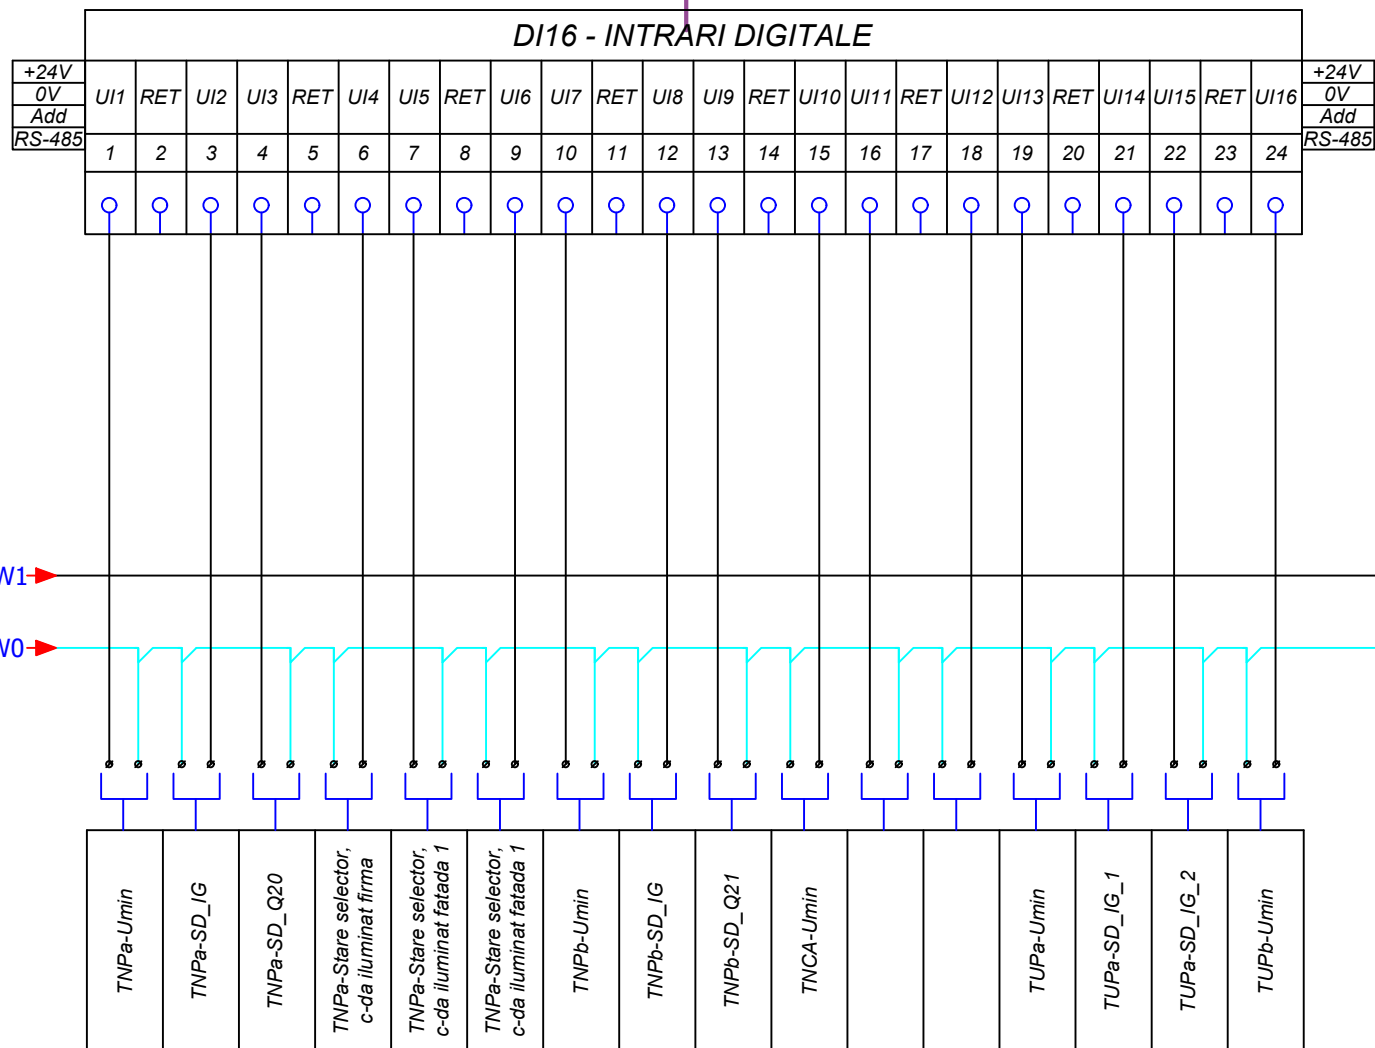 DI16 - INTRARI DIGITALE
+24V
0V
Add
RS-485
UI1 RET UI2 UI3 RET UI4 UI5 RET UI6 UI7 RET UI8 UI9 RET UI10 UI11 RET UI12 UI13 RET UI14 UI15 RET UI16
1 2 3 4 5 6 7 8 9 10 11 12 13 14 15 16 17 18 19 20 21 22 23 24
+24V
0V
Add
RS-485
W1
W0
TNPa-Umin
TNPa-SD_IG
TNPa-SD_Q20
TNPa-Stare selector,
c-da iluminat firma
TNPa-Stare selector,
c-da iluminat fatada 1
TNPa-Stare selector,
c-da iluminat fatada 1
TNPb-Umin
TNPb-SD_IG
TNPb-SD_Q21
TNCA-Umin
TUPa-Umin
TUPa-SD_IG_1
TUPa-SD_IG_2
TUPb-Umin